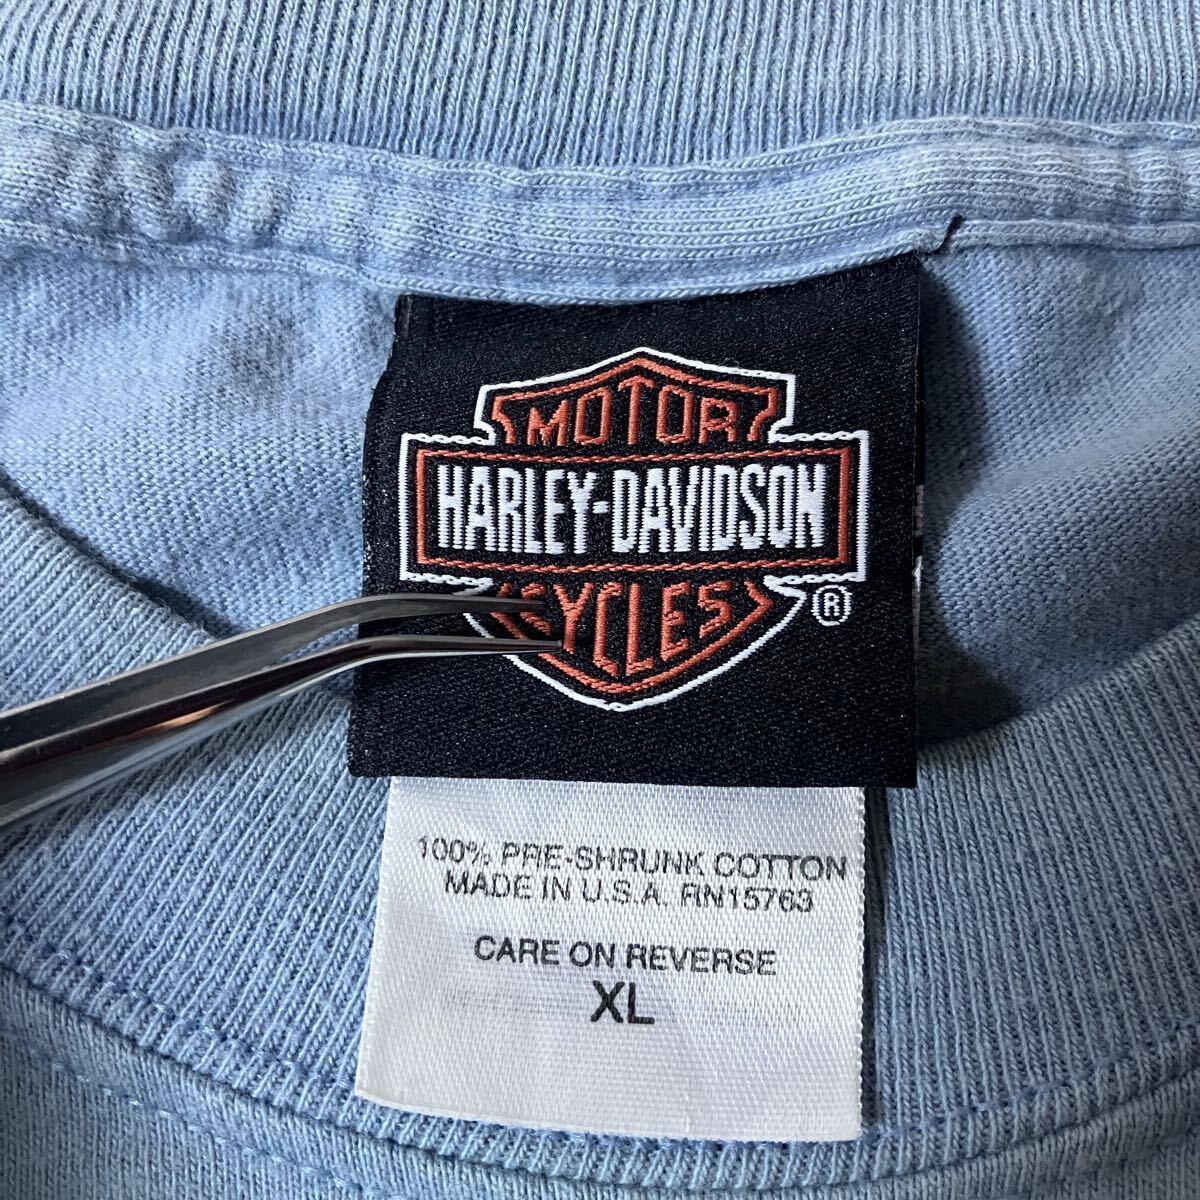 MOTOR
HARLEY-DAVIDSON
CYCLES
®
100% PRE-SHRUNK COTTON
MADE IN U.S.A. RN15763
CARE ON REVERSE
XL